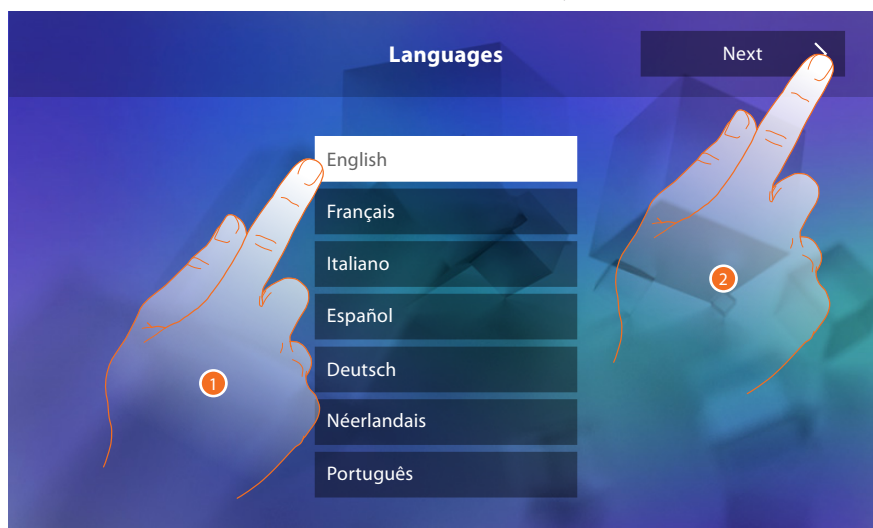 Languages
Next
English
Français
Italiano
Español
Deutsch
Néerlandais
Português
1
2